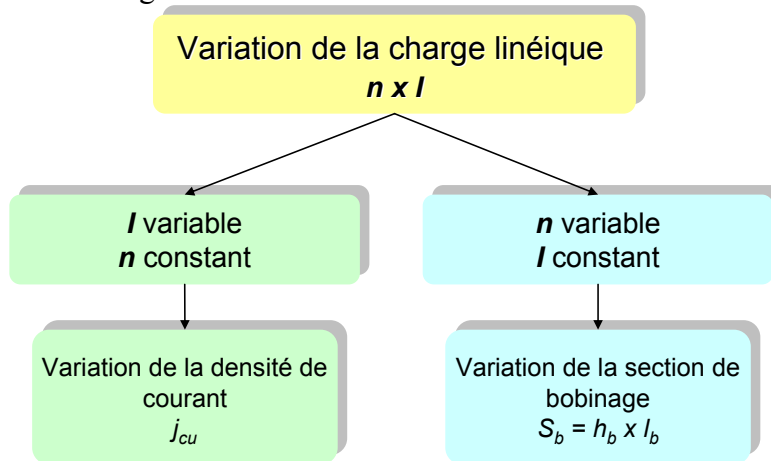 Variation de la charge linéique
n x I
I variable
n constant
n variable
I constant
Variation de la densité de
courant
jcu
Variation de la section de
bobinage
Sb = hb x lb